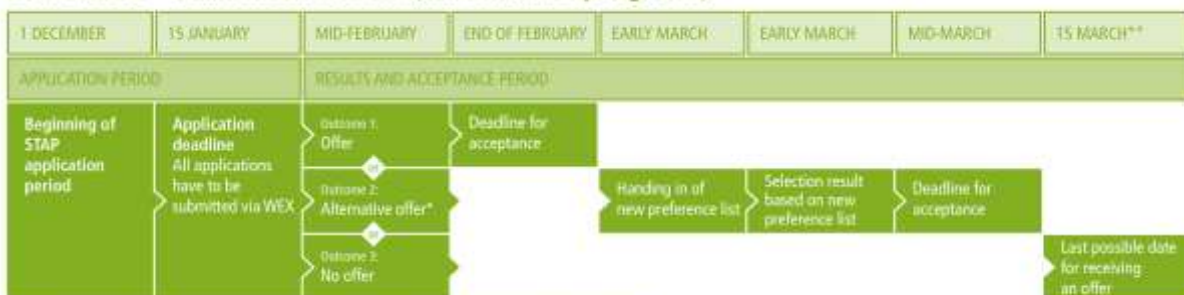 1 DECEMBER
15 JANUARY
MID-FEBRUARY
END OF FEBRUARY
EARLY MARCH
EARLY MARCH
MID-MARCH
15 MARCH**
APPLICATION PERIOD
RESULTS AND ACCEPTANCE PERIOD
Beginning of
STAP
application
period
Application
deadline
All applications
have to be
submitted via WEX
Outcome 1:
Offer
or
Outcome 2:
Alternative offer*
or
Outcome 3:
No offer
Deadline for
acceptance
Handing in of
new preference list
Selection result
based on new
preference list
Deadline for
acceptance
Last possible date
for receiving
an offer